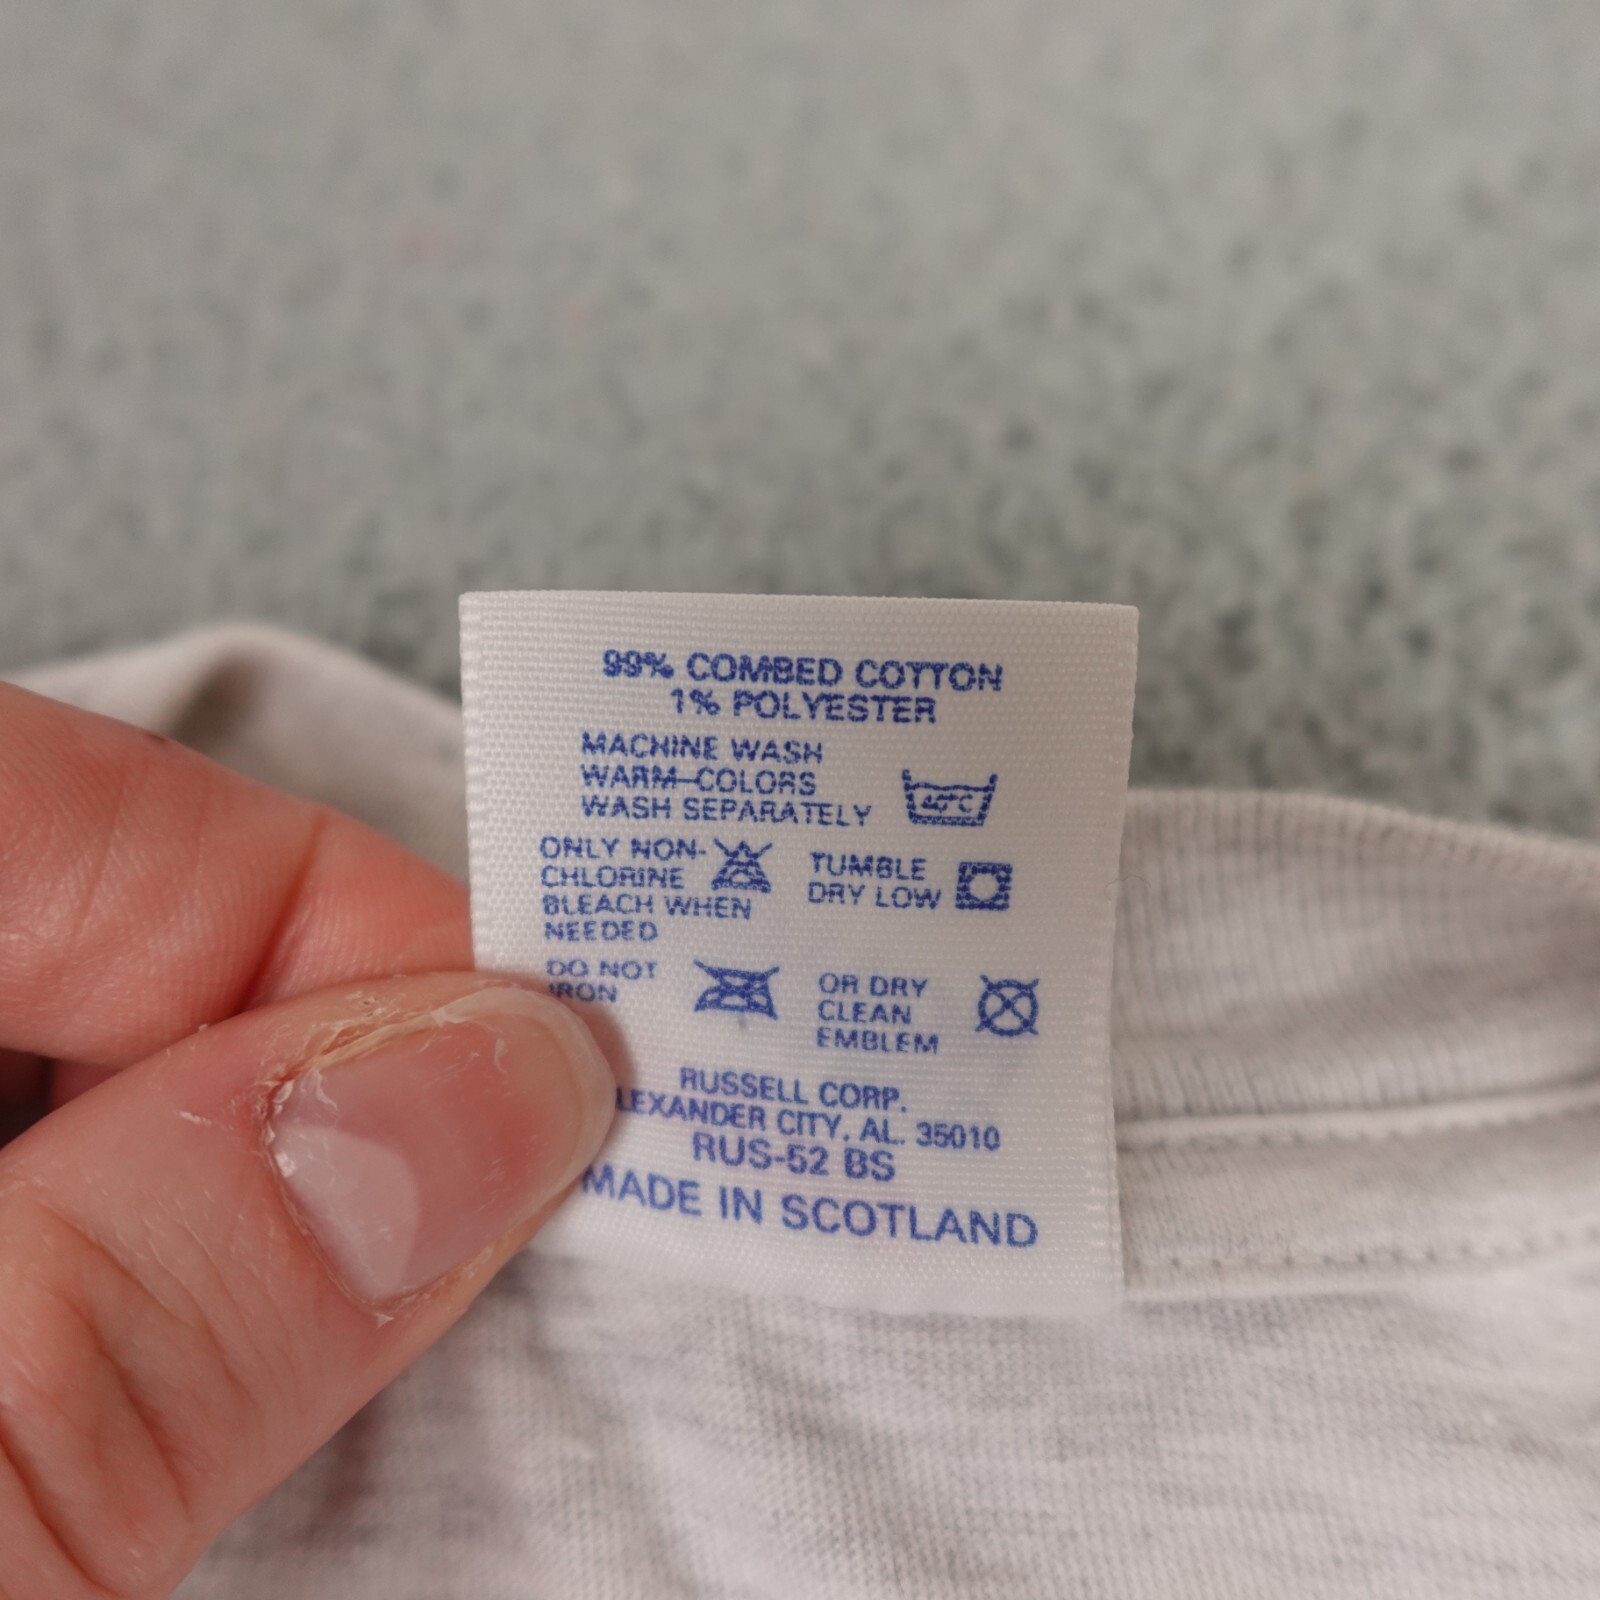 99% COMBED COTTON
1% POLYESTER
MACHINE WASH
WARM-COLORS
WASH SEPARATELY
40°C
ONLY NON-
CHLORINE
BLEACH WHEN
NEEDED
TUMBLE
DRY LOW
DO NOT
IRON
OR DRY
CLEAN
EMBLEM
RUSSELL CORP.
LEXANDER CITY, AL. 35010
RUS-52 BS
MADE IN SCOTLAND